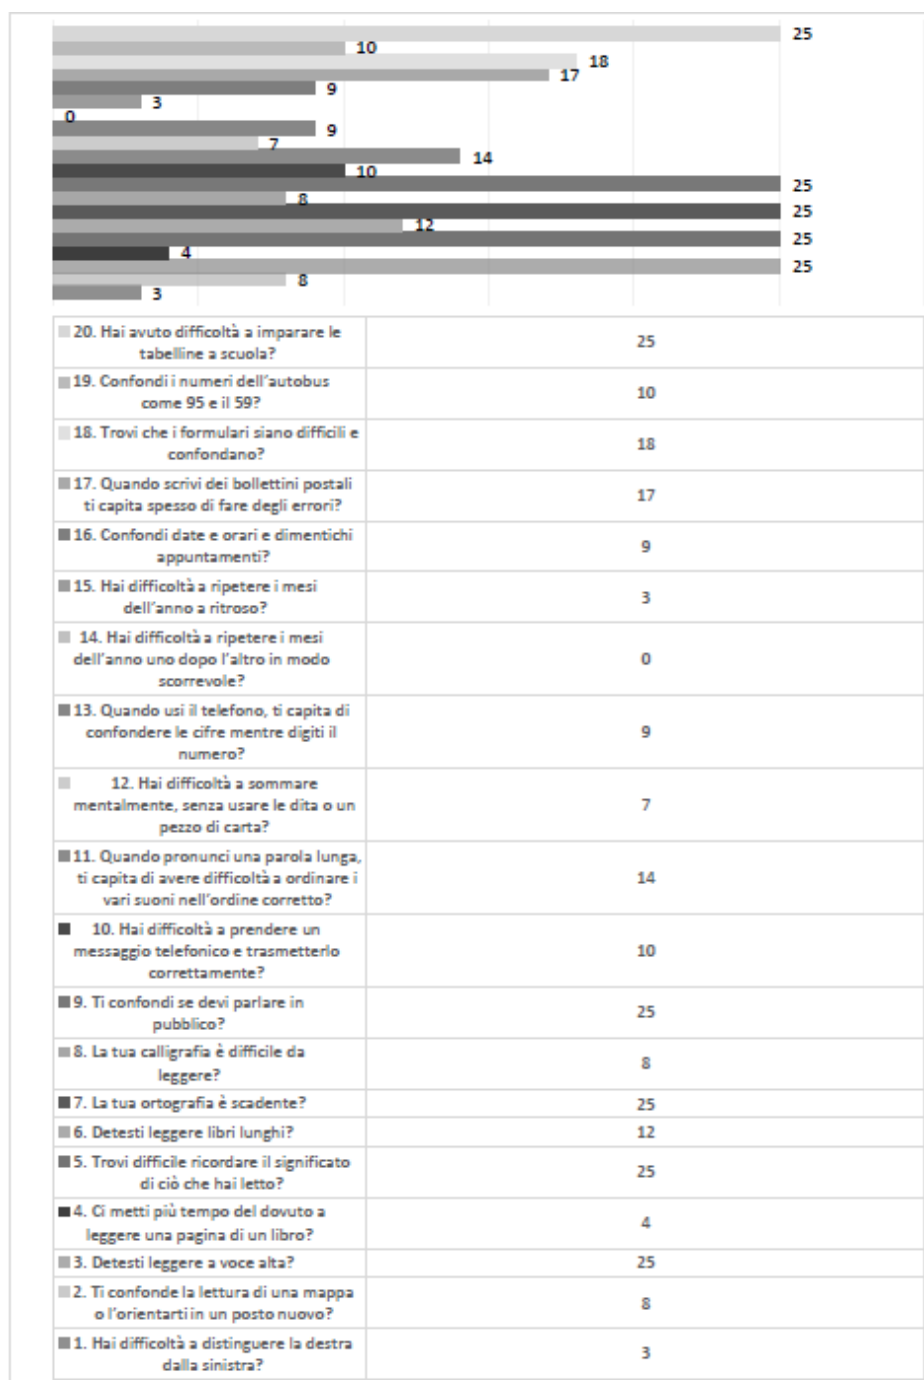 25
10
18
17
9
3
0
9
7
14
10
25
8
25
12
25
4
25
8
3
20. Hai avuto difficoltà a imparare le
tabelline a scuola?
25
19. Confondi i numeri dell'autobus
come 95 e il 59?
10
18. Trovi che i formulari siano difficili e
confondano?
18
17. Quando scrivi dei bollettini postali
ti capita spesso di fare degli errori?
17
16. Confondi date e orari e dimentichi
appuntamenti?
9
15. Hai difficoltà a ripetere i mesi
dell'anno a ritroso?
3
14. Hai difficoltà a ripetere i mesi
dell'anno uno dopo l'altro in modo
scorrevole?
0
13. Quando usi il telefono, ti capita di
confondere le cifre mentre digiti il
numero?
9
12. Hai difficoltà a sommare
mentalmente, senza usare le dita o un
pezzo di carta?
7
11. Quando pronunci una parola lunga,
ti capita di avere difficoltà a ordinare i
vari suoni nell'ordine corretto?
14
10. Hai difficoltà a prendere un
messaggio telefonico e trasmetterlo
correttamente?
10
9. Ti confondi se devi parlare in
pubblico?
25
8. La tua calligrafia è difficile da
leggere?
8
7. La tua ortografia è scadente?
25
6. Detesti leggere libri lunghi?
12
5. Trovi difficile ricordare il significato
di ciò che hai letto?
25
4. Ci metti più tempo del dovuto a
leggere una pagina di un libro?
4
3. Detesti leggere a voce alta?
25
2. Ti confonde la lettura di una mappa
o l'orientarti in un posto nuovo?
8
1. Hai difficoltà a distinguere la destra
dalla sinistra?
3